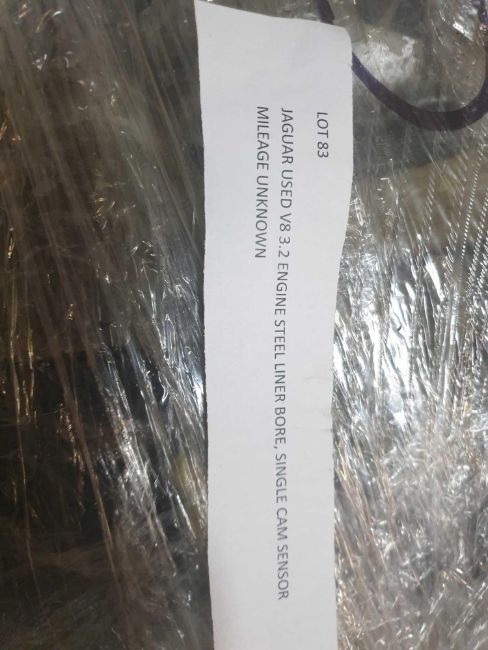 LOT 83
JAGUAR USED V8 3.2 ENGINE STEEL LINER BORE, SINGLE CAM SENSOR
MILEAGE UNKNOWN